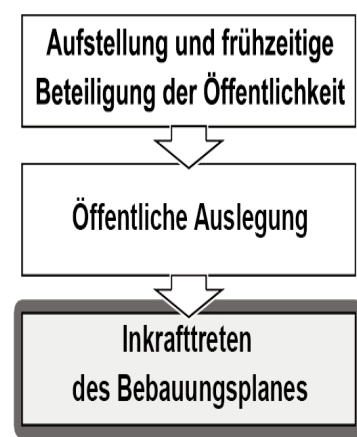 Aufstellung und frühzeitige
Beteiligung der Öffentlichkeit
Öffentliche Auslegung
Inkrafttreten
des Bebauungsplanes